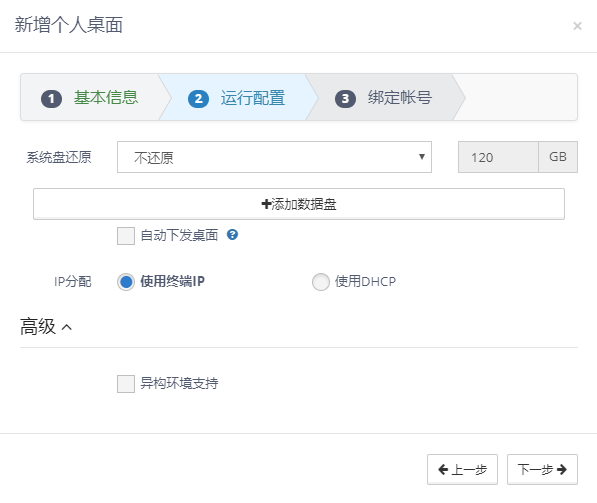 新增个人桌面 ×
1 基本信息 2 运行配置 3 绑定帐号
系统盘还原 不还原 120 GB
添加数据盘
自动下发桌面 ?
IP分配 使用终端IP 使用DHCP
高级
异构环境支持
上一步 下一步